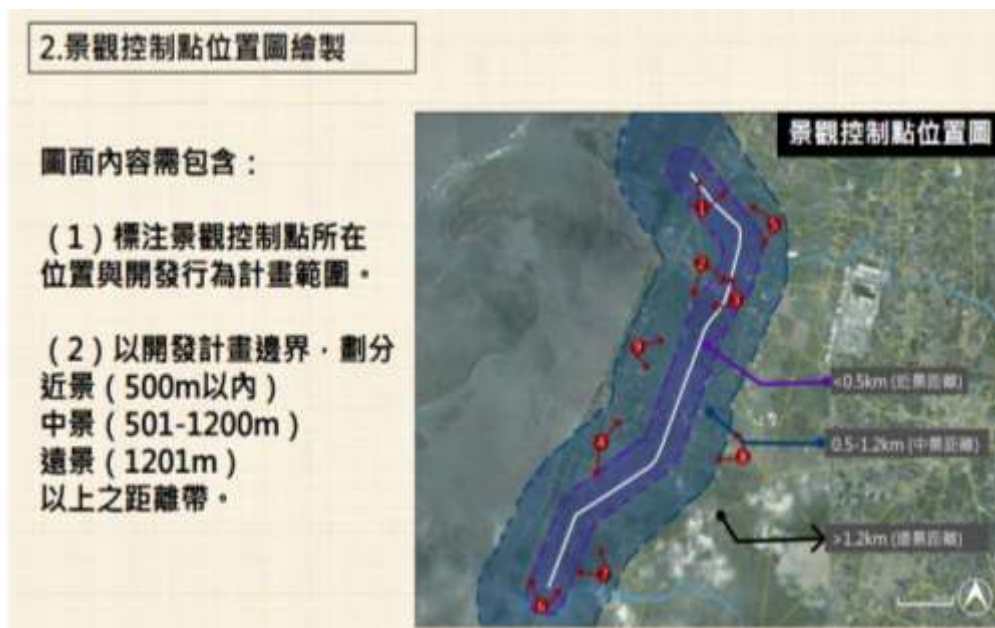 2.景觀控制點位置圖繪製
景觀控制點位置圖
圖面內容需包含：
（1）標注景觀控制點所在
位置與開發行為計畫範圍。
（2）以開發計畫邊界，劃分
近景（500m以內）
中景（501-1200m）
遠景（1201m）
以上之距離帶。
<0.5km (近景距離)
0.5-1.2km (中景距離)
>1.2km (遠景距離)